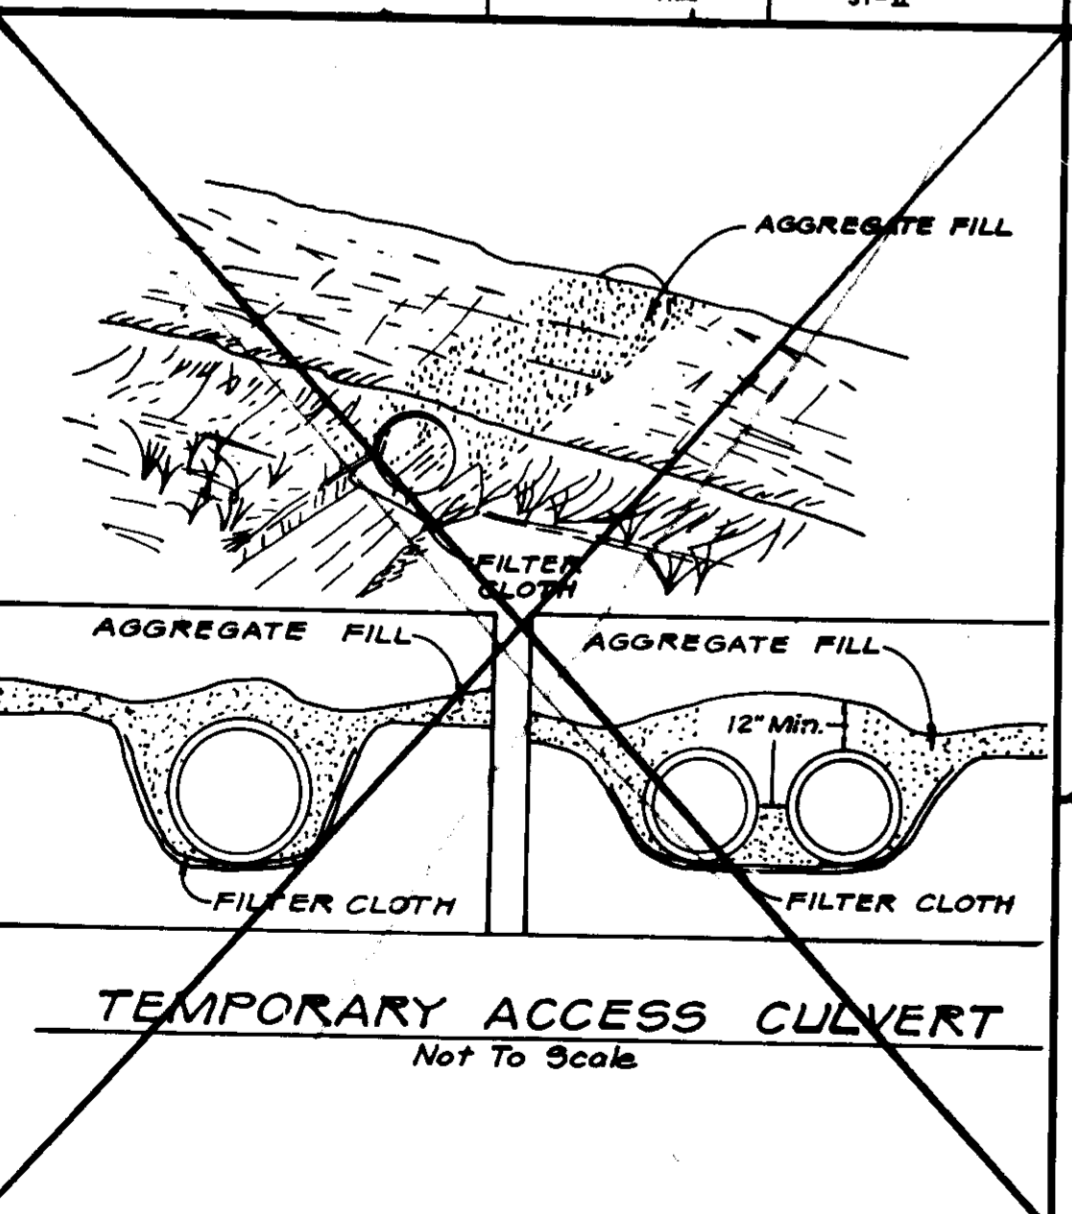 AGGREGATE FILL
FILTER
CLOTH
AGGREGATE FILL
AGGREGATE FILL
12" Min.
FILTER CLOTH
FILTER CLOTH
TEMPORARY ACCESS CULVERT
Not To Scale